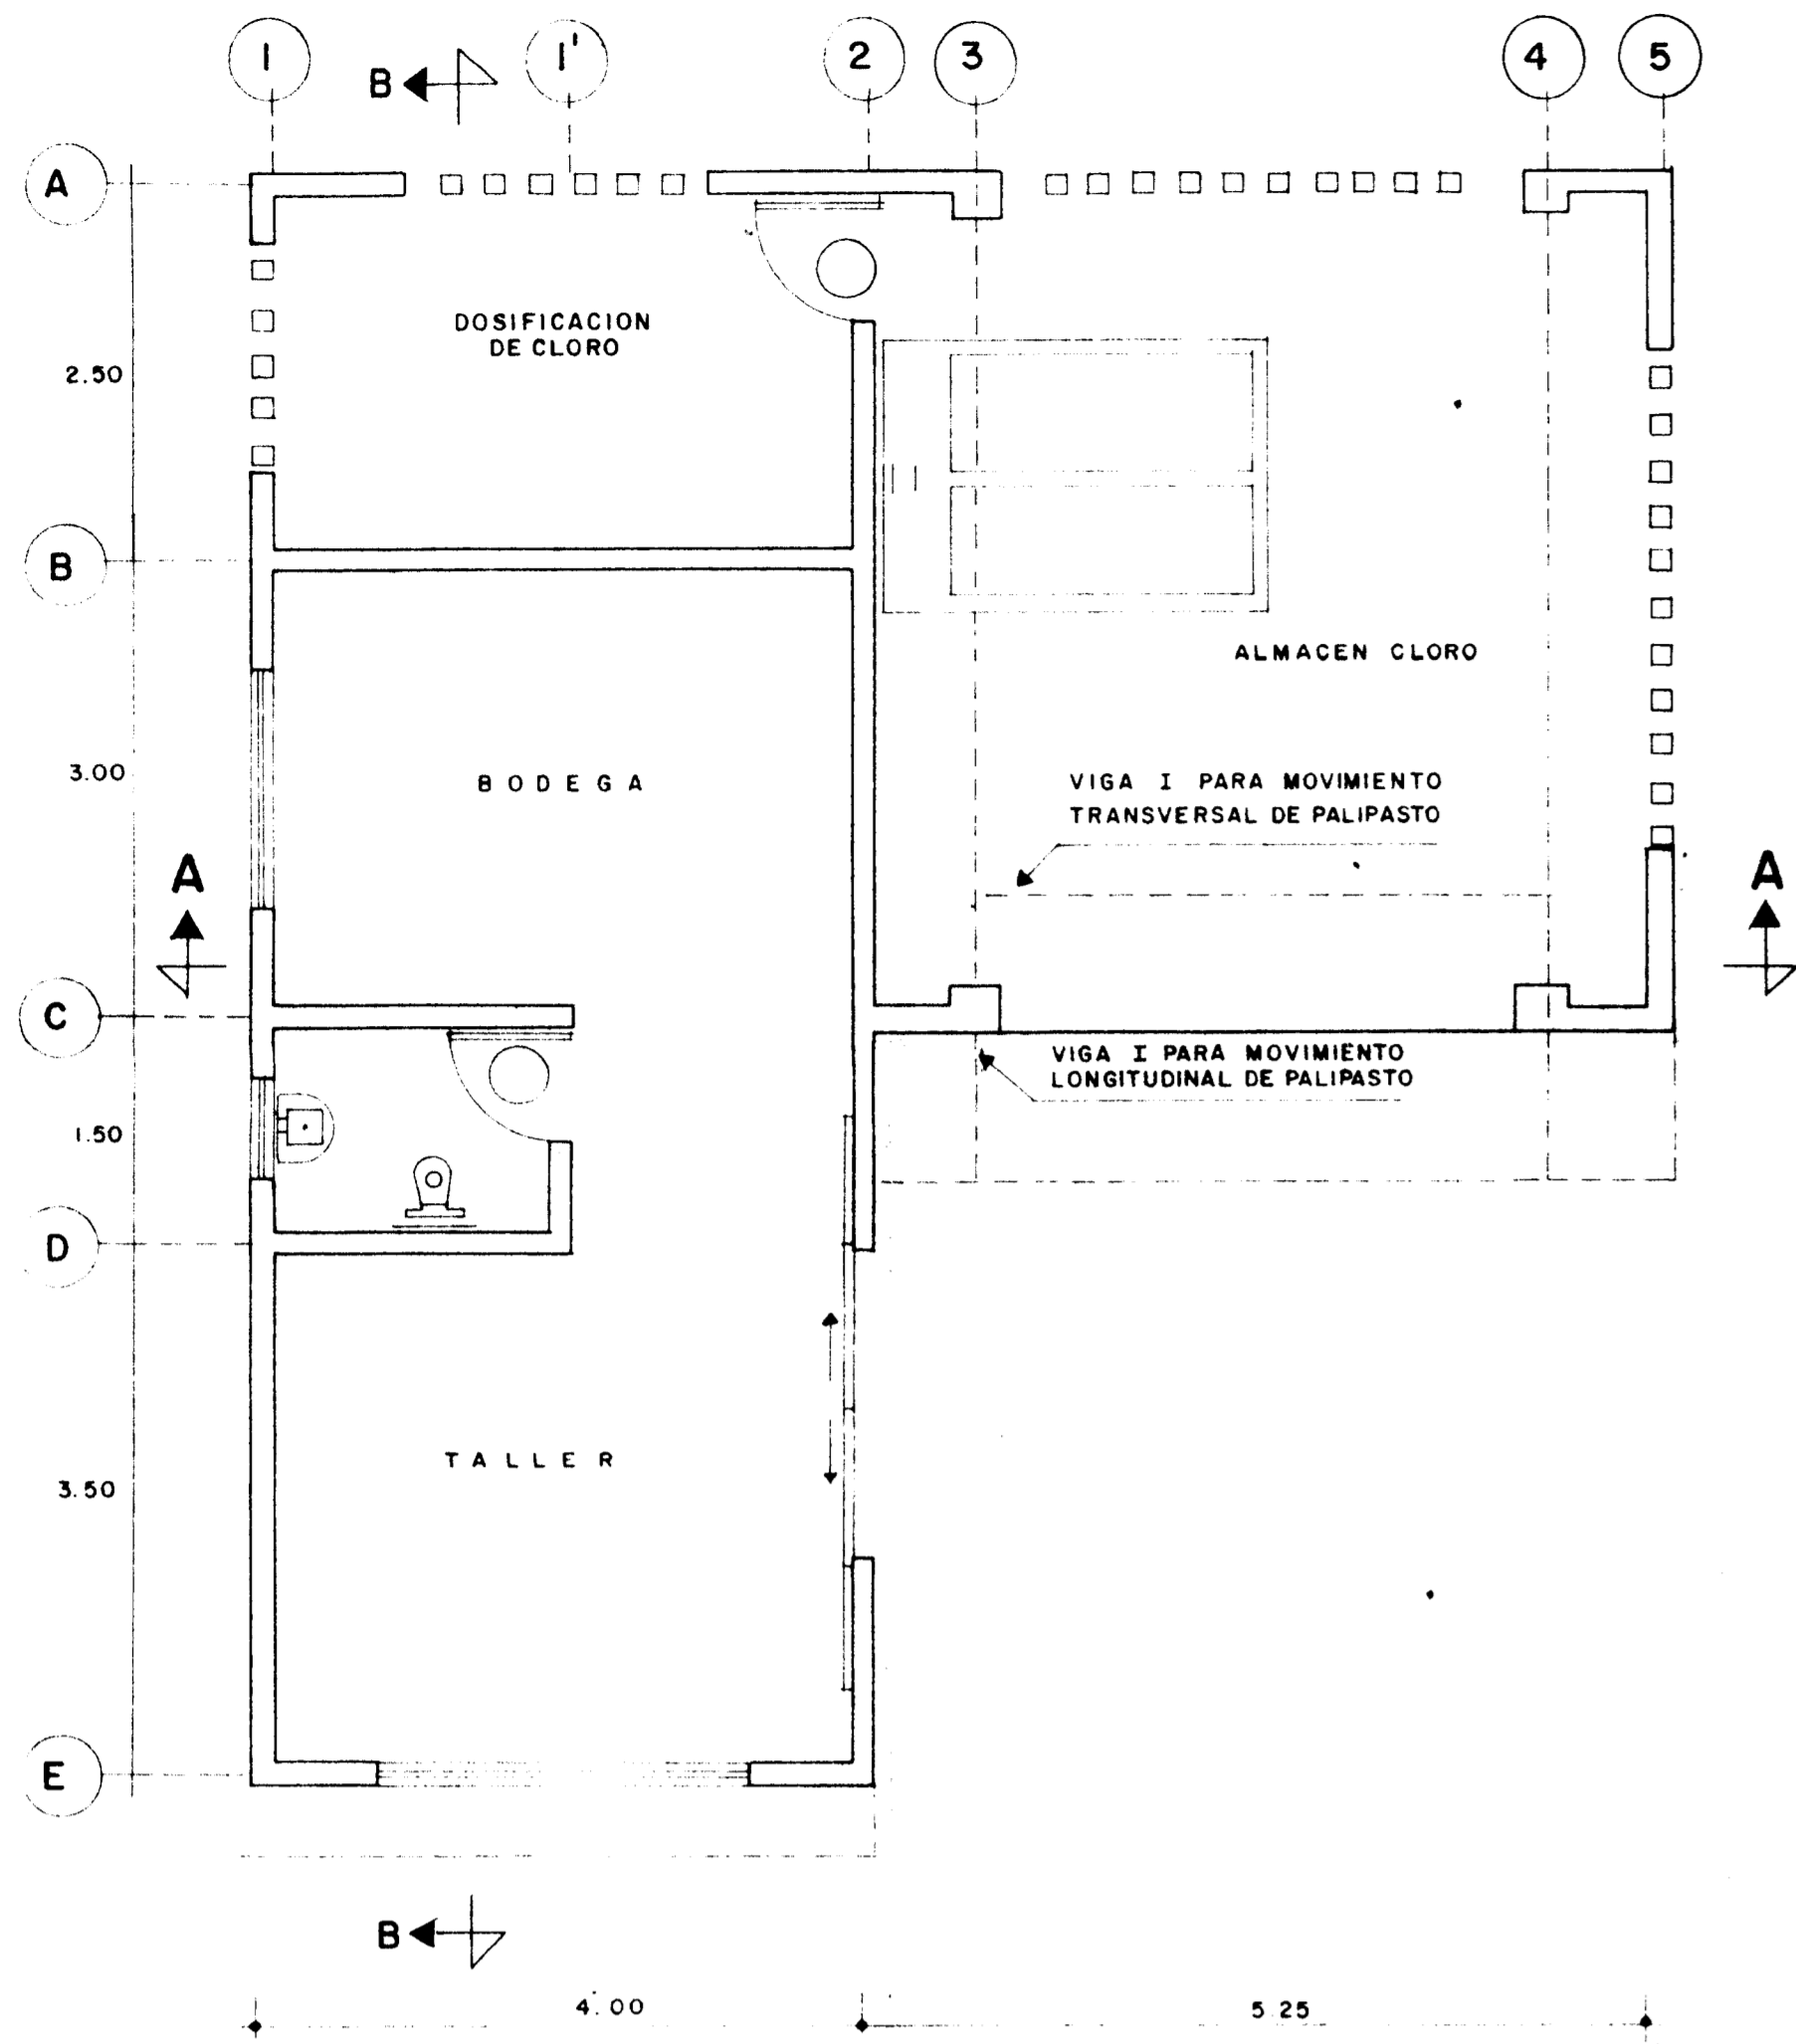 1
1'
2
3
4
5
B
A
DOSIFICACION
DE CLORO
2.50
B
ALMACEN CLORO
3.00
BODEGA
VIGA I PARA MOVIMIENTO
TRANSVERSAL DE PALIPASTO
A
A
C
VIGA I PARA MOVIMIENTO
LONGITUDINAL DE PALIPASTO
1.50
D
TALLER
3.50
E
B
4.00
5.25